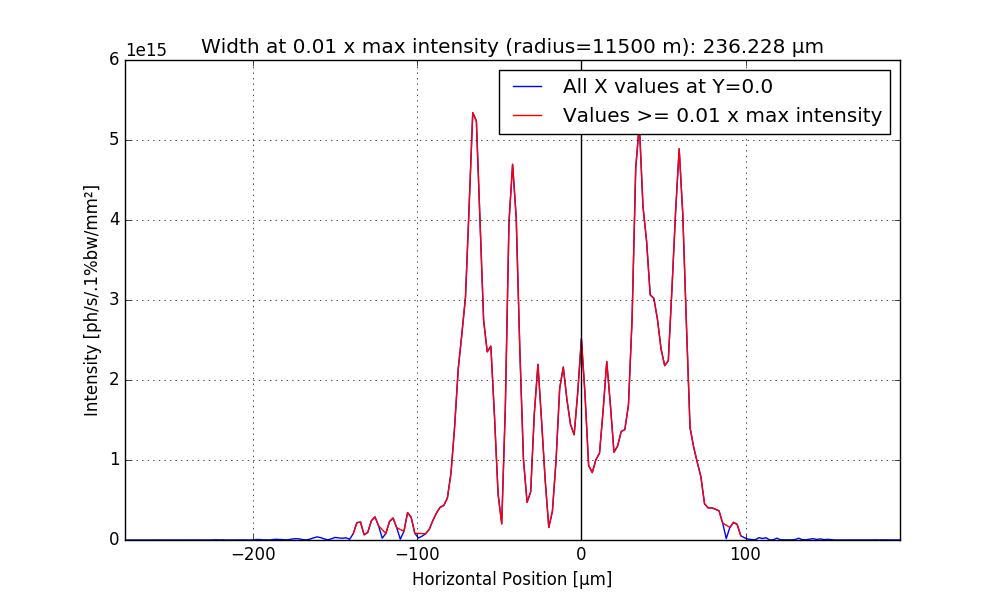 1e15
Width at 0.01 x max intensity (radius=11500 m): 236.228 µm
All X values at Y=0.0
Values >= 0.01 x max intensity
6
5
4
3
2
1
0
Intensity [ph/s/.1%bw/mm²]
−200 −100 0 100
Horizontal Position [µm]